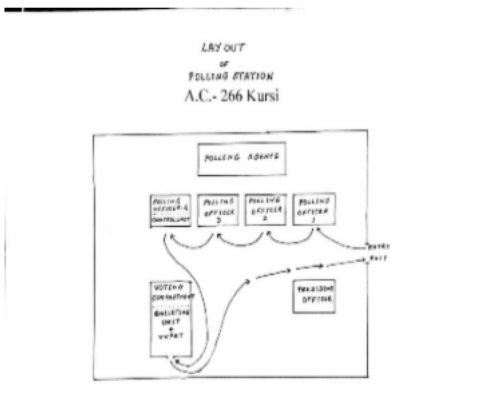 LAY OUT
OF
POLLING STATION
A.C.- 266 Kursi
POLLING AGENTS
POLLING
OFFICER-4
CONTROL UNIT
POLLING
OFFICER
3
POLLING
OFFICER
2
POLLING
OFFICER
1
ENTRY
EXIT
VOTING
COMPARTMENT
BALLOTING
UNIT
+
VVPAT
PRESIDING
OFFICER